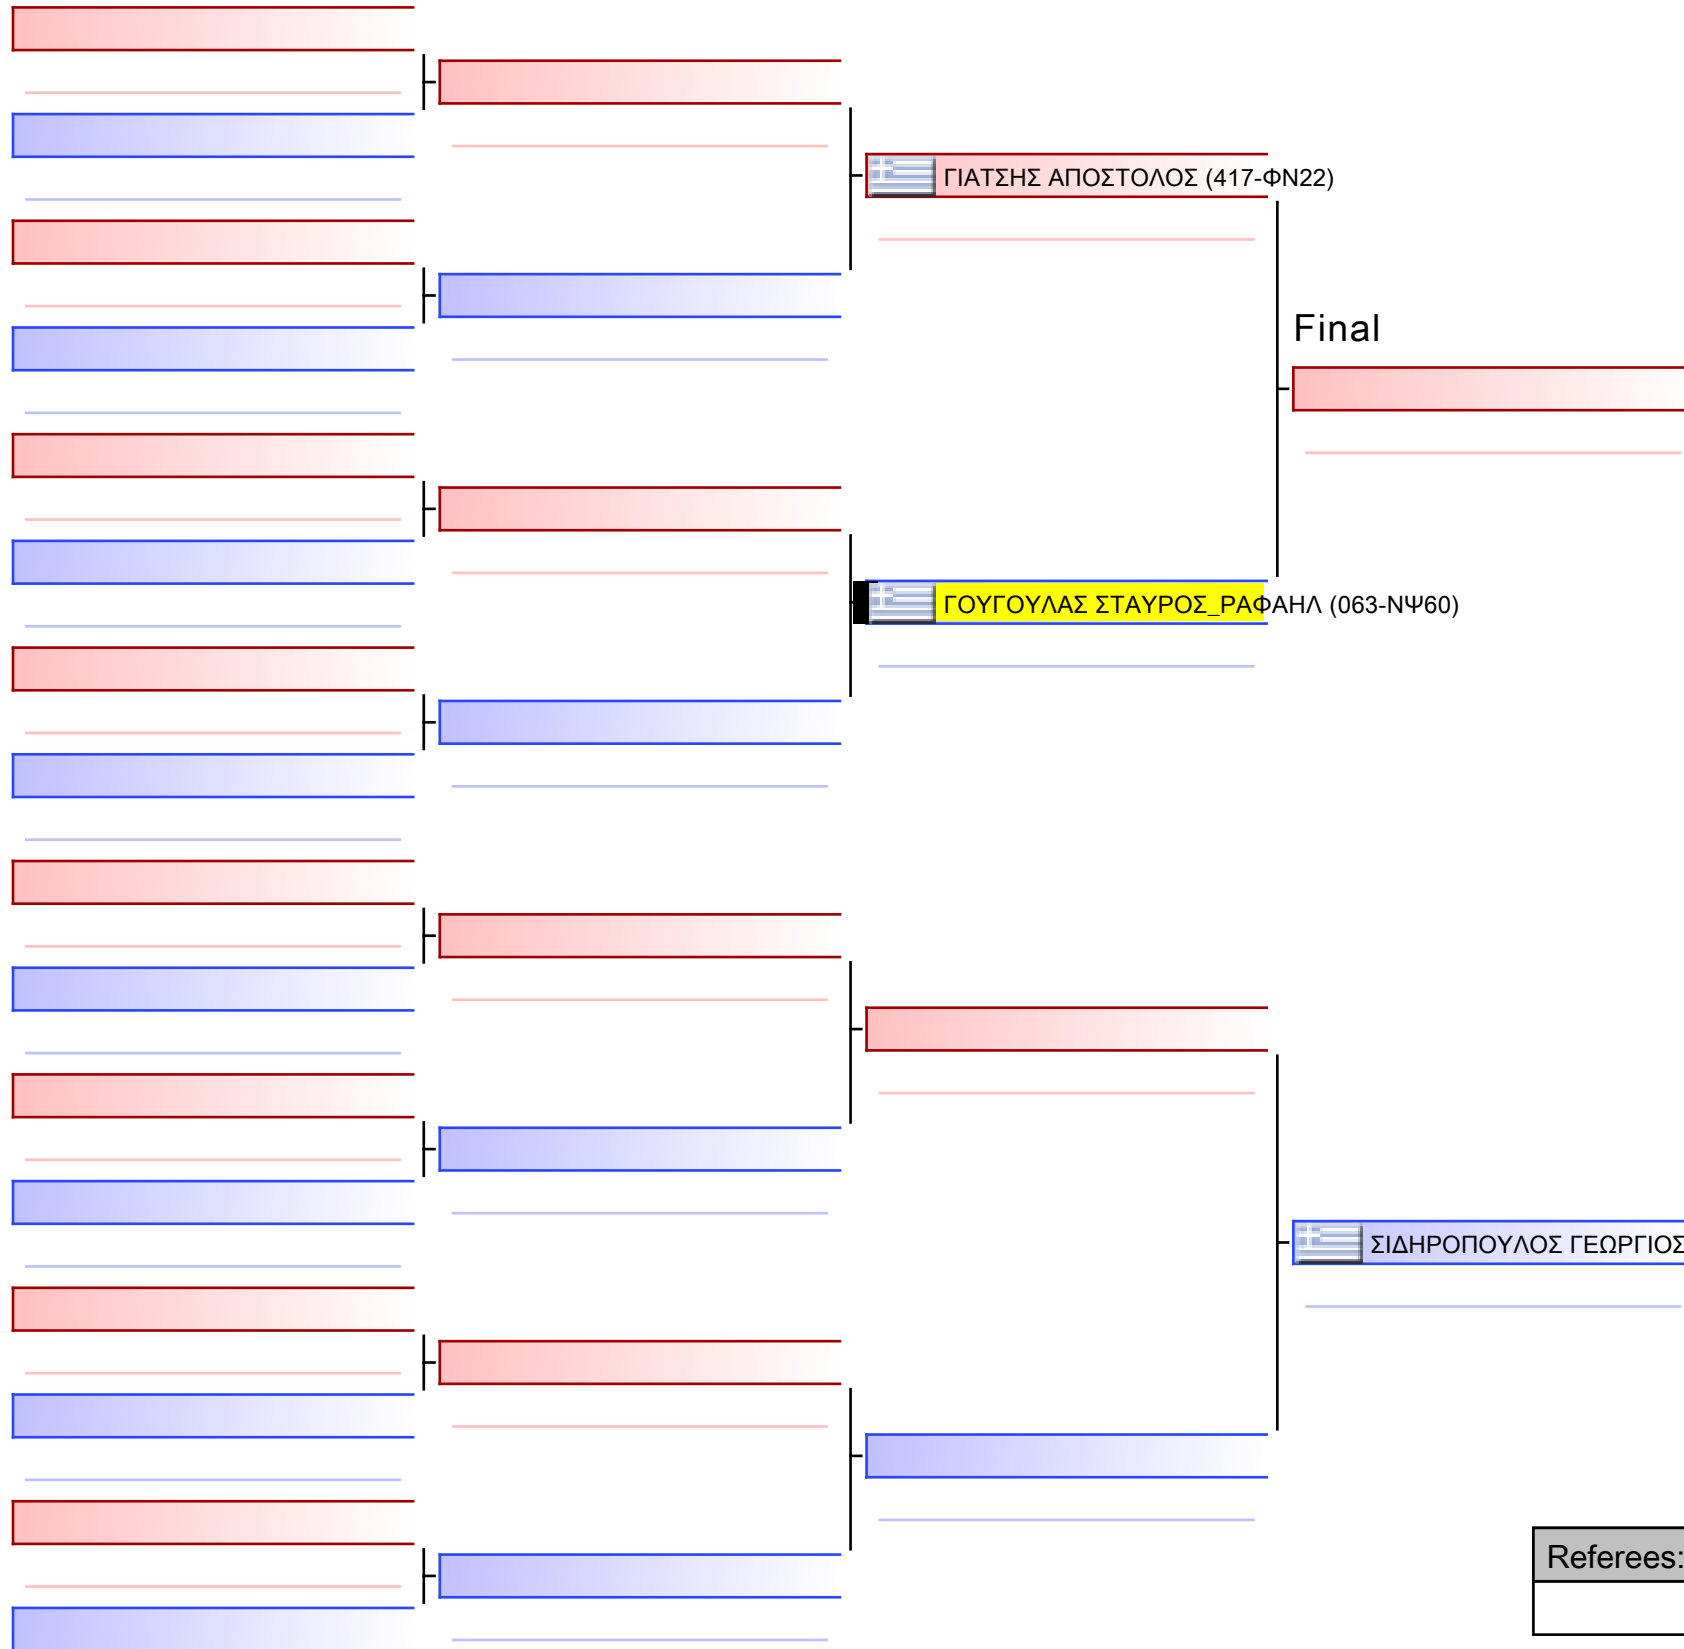 ΓΙΑΤΣΗΣ ΑΠΟΣΤΟΛΟΣ (417-ΦΝ22)
Final
ΓΟΥΓΟΥΛΑΣ ΣΤΑΥΡΟΣ_ΡΑΦΑΗΛ (063-ΝΨ60)
ΣΙΔΗΡΟΠΟΥΛΟΣ ΓΕΩΡΓΙΟΣ
Referees: